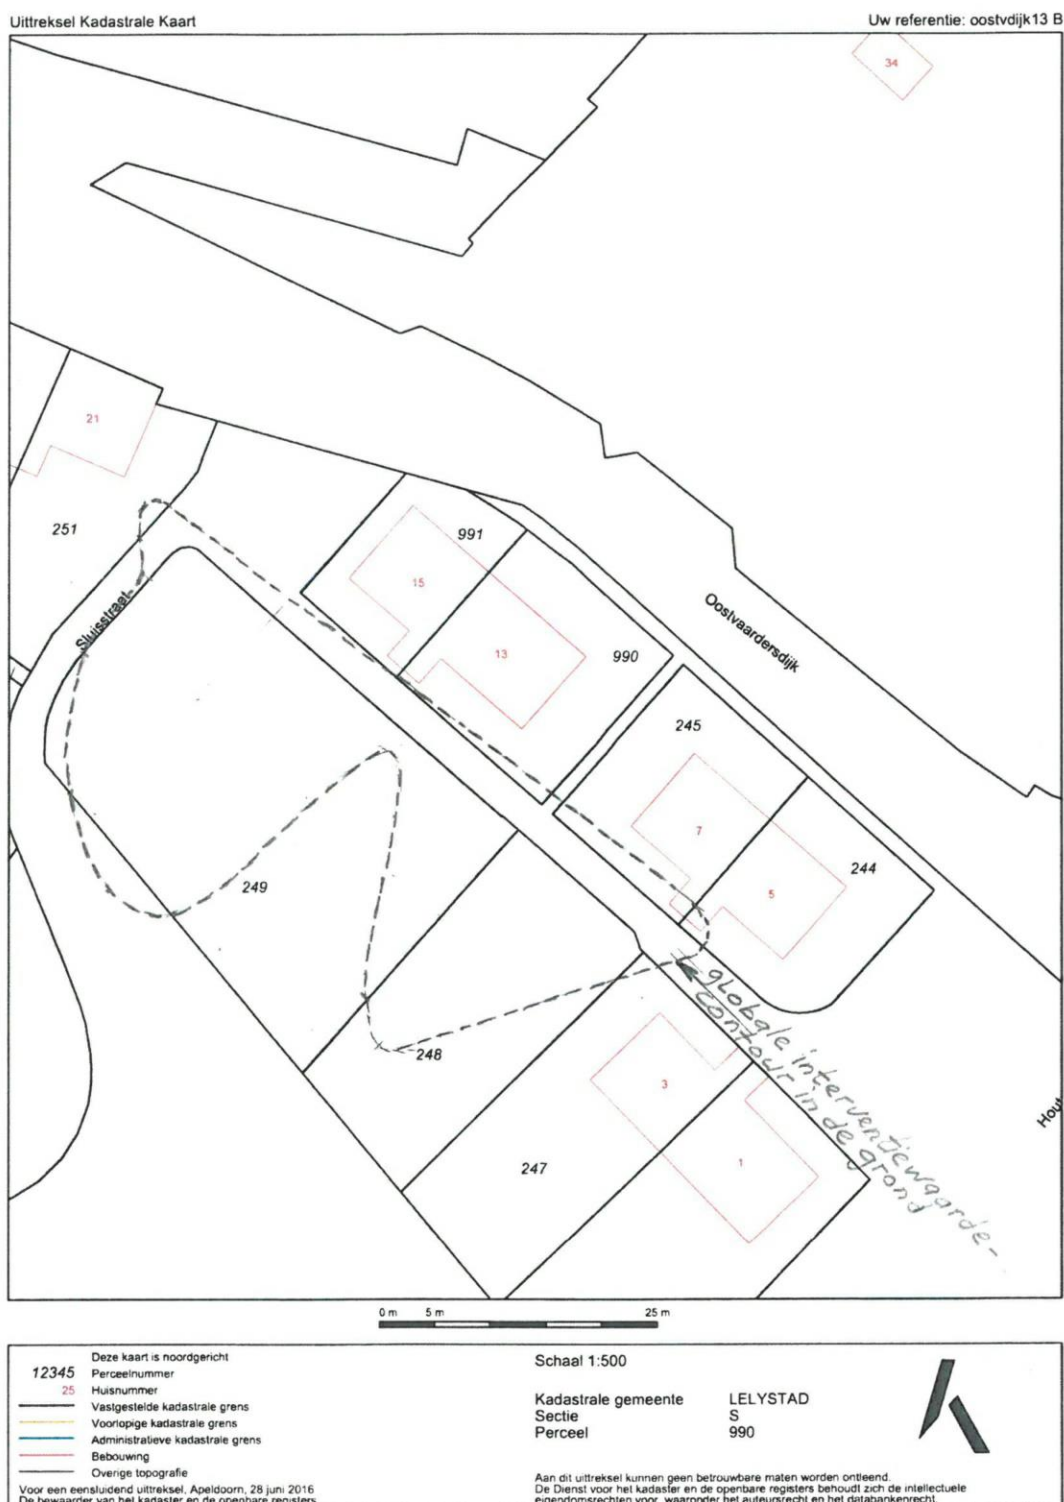 Uittreksel Kadastrale Kaart
Uw referentie: oostvdijk13 B
34
21
251
991
15
Sluisstraat
13
990
Oostvaardersdijk
245
7
244
5
249
globale interventiewaarde-
contour in de grond
248
3
Hou
1
247
0 m 5 m 25 m
Deze kaart is noordgericht
12345 Perceelnummer
25 Huisnummer
Vastgestelde kadastrale grens
Voorlopige kadastrale grens
Administratieve kadastrale grens
Bebouwing
Overige topografie
Voor een eensluidend uittreksel, Apeldoorn, 28 juni 2016
De bewaarder van het kadaster en de openbare registers
Schaal 1:500
Kadastrale gemeente LELYSTAD
Sectie S
Perceel 990
Aan dit uittreksel kunnen geen betrouwbare maten worden ontleend.
De Dienst voor het kadaster en de openbare registers behoudt zich de intellectuele
eigendomsrechten voor, waaronder het auteursrecht en het databankenrecht